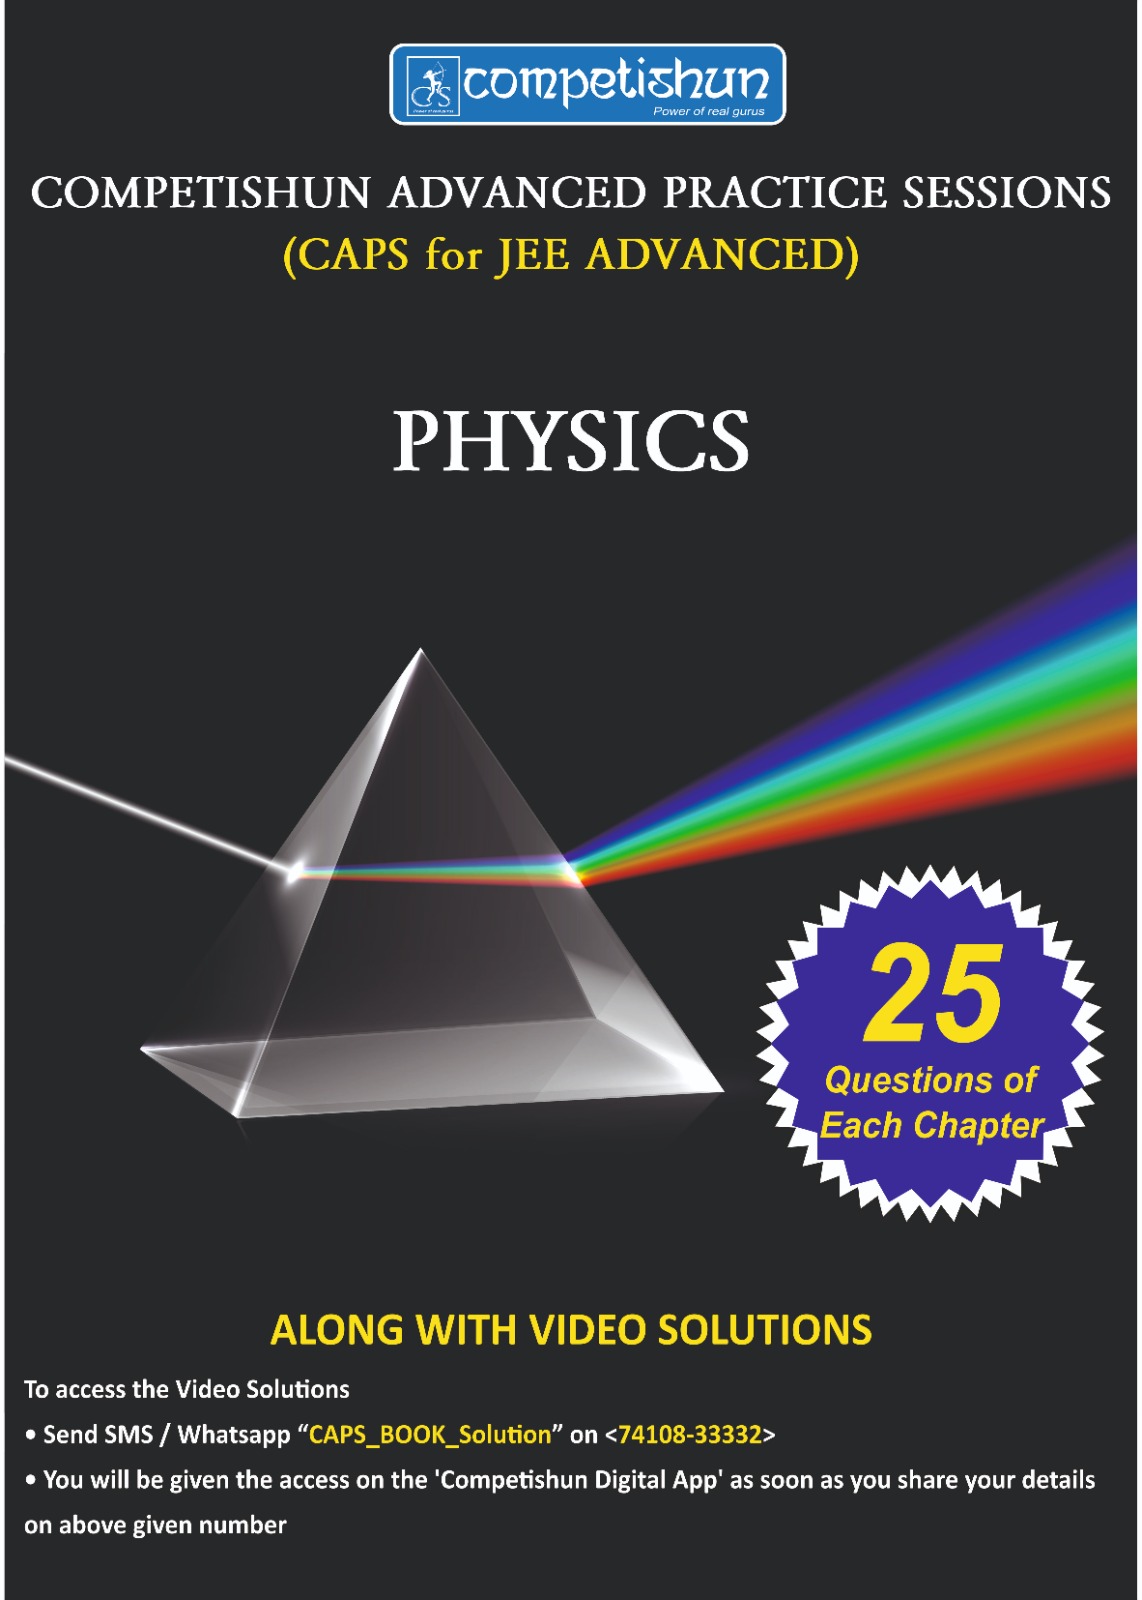 competishun
Power of real gurus
COMPETISHUN ADVANCED PRACTICE SESSIONS
(CAPS for JEE ADVANCED)
PHYSICS
25
Questions of
Each Chapter
ALONG WITH VIDEO SOLUTIONS
To access the Video Solutions
• Send SMS / Whatsapp “CAPS_BOOK_Solution” on <74108-33332>
• You will be given the access on the 'Competishun Digital App' as soon as you share your details
on above given number